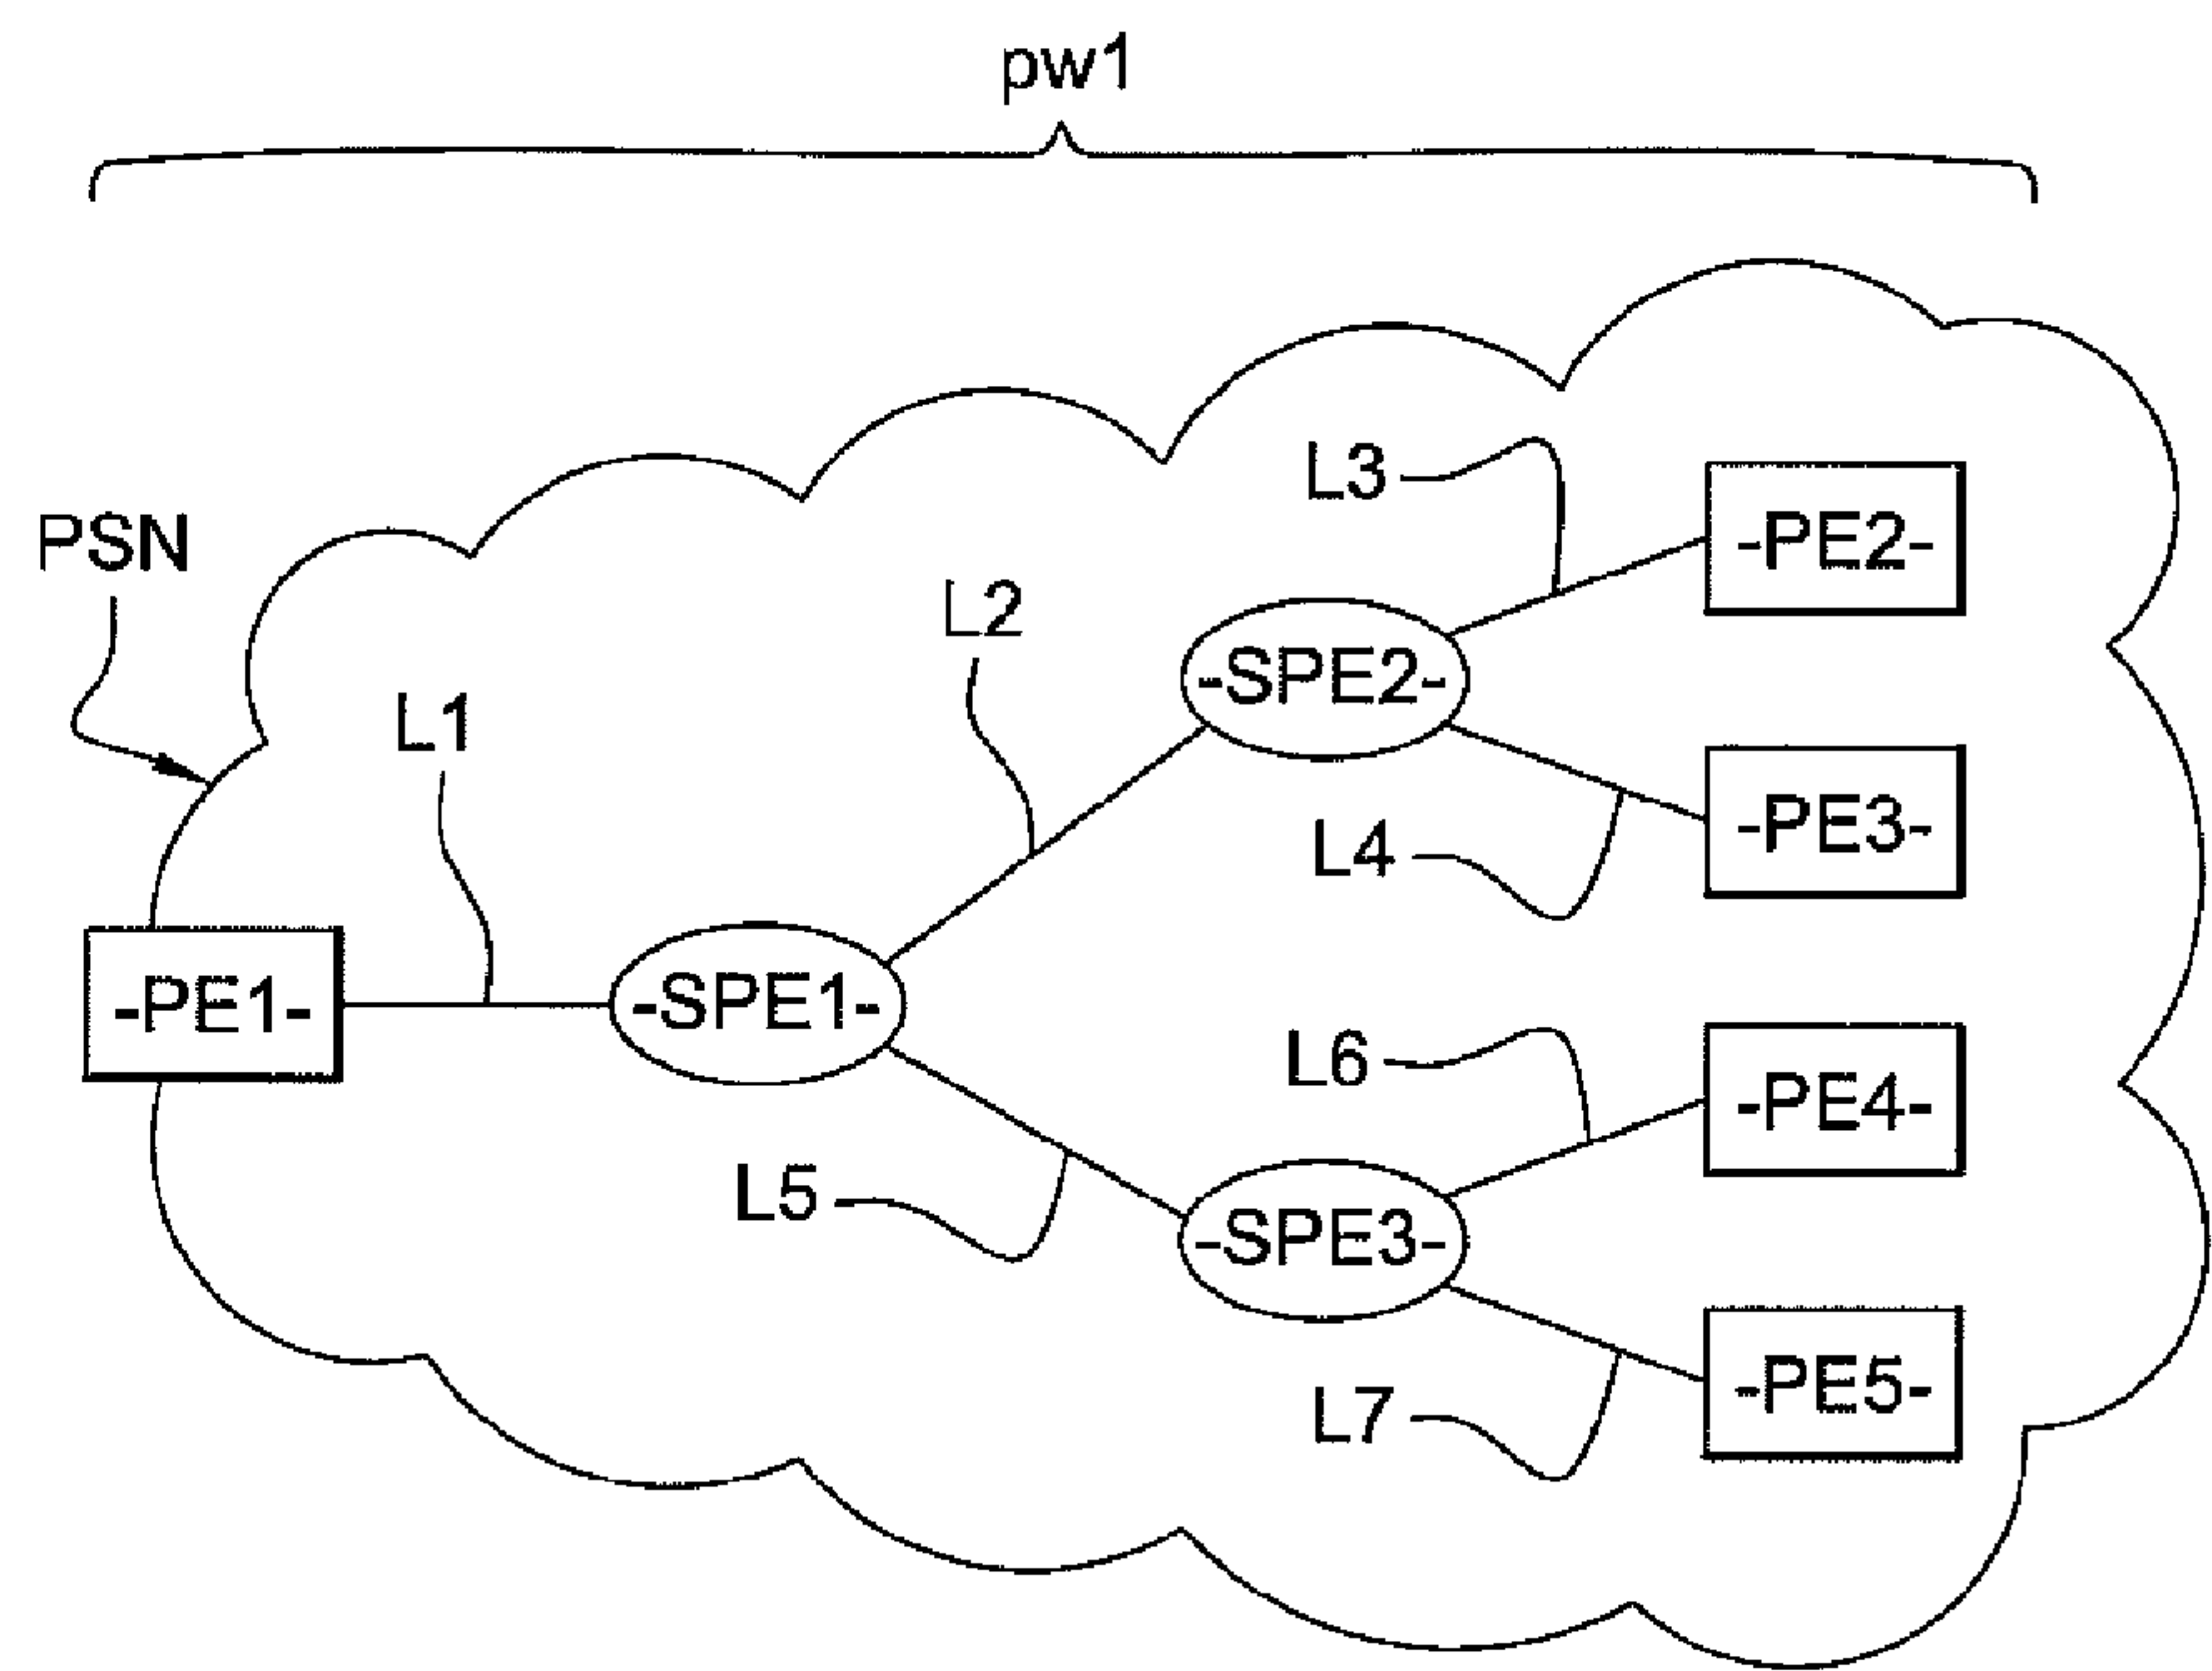 pw1
PSN
L1
L2
L3
-PE2-
-SPE2-
L4
-PE3-
-PE1-
-SPE1-
L6
-PE4-
L5
-SPE3-
L7
-PE5-